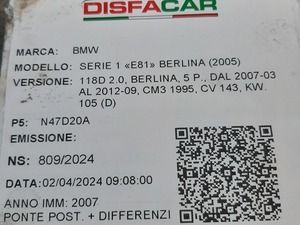 DISFACAR
MARCA: BMW
MODELLO: SERIE 1 «E81» BERLINA (2005)
VERSIONE: 118D 2.0, BERLINA, 5 P., DAL 2007-03
AL 2012-09, CM3 1995, CV 143, KW.
105 (D)
P5: N47D20A
EMISSIONE:
NS: 809/2024
DATA: 02/04/2024 09:08:00
ANNO IMM: 2007
PONTE POST. + DIFFERENZI